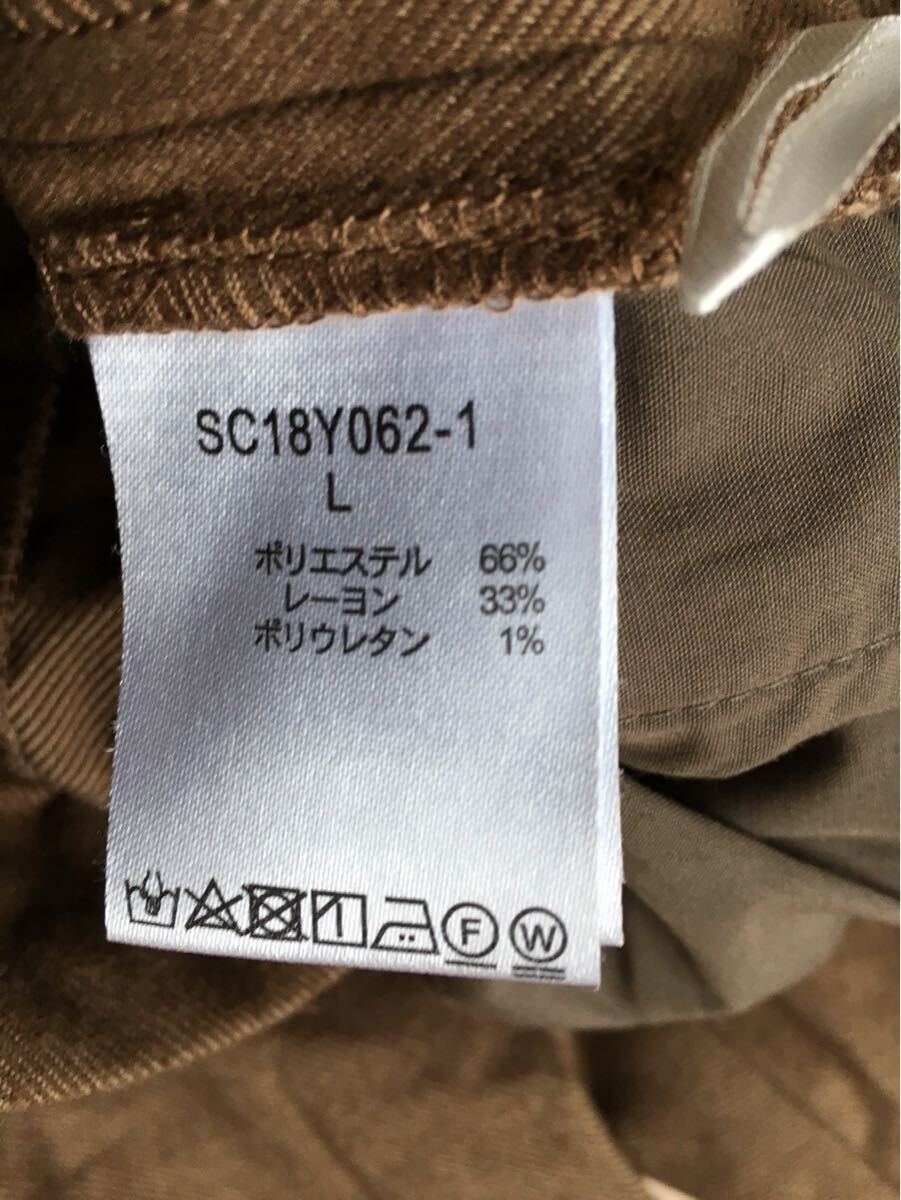 SC18Y062-1
L
ポリエステル 66%
レーヨン 33%
ポリウレタン 1%
F W